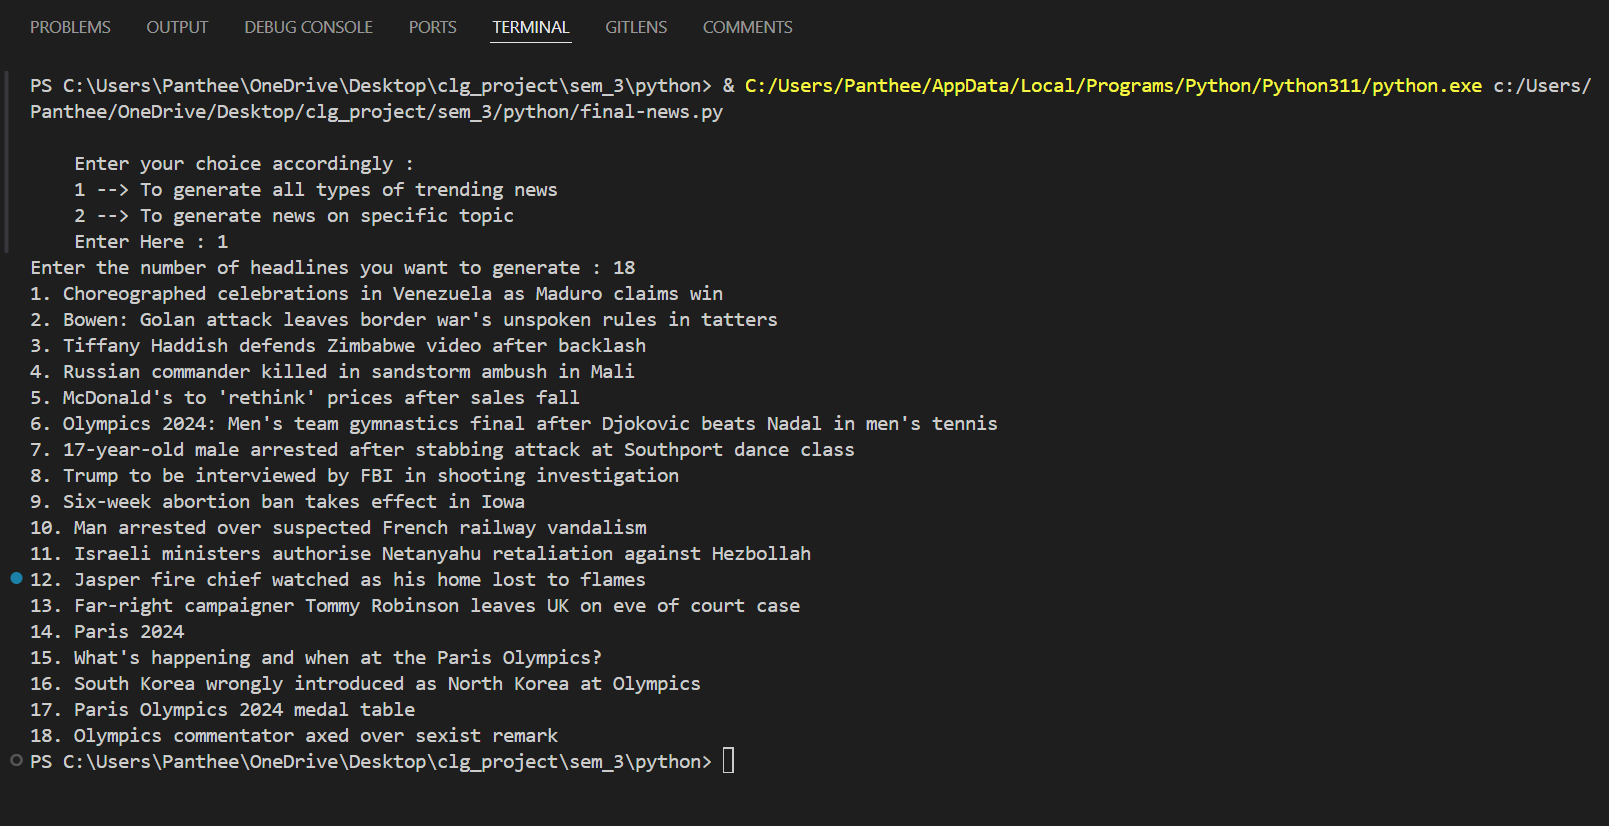 PROBLEMS OUTPUT DEBUG CONSOLE PORTS TERMINAL GITLENS COMMENTS
PS C:\Users\Panthee\OneDrive\Desktop\clg_project\sem_3\python> & C:/Users/Panthee/AppData/Local/Programs/Python/Python311/python.exe c:/Users/
Panthee/OneDrive/Desktop/clg_project/sem_3/python/final-news.py
Enter your choice accordingly :
1 --> To generate all types of trending news
2 --> To generate news on specific topic
Enter Here : 1
Enter the number of headlines you want to generate : 18
1. Choreographed celebrations in Venezuela as Maduro claims win
2. Bowen: Golan attack leaves border war's unspoken rules in tatters
3. Tiffany Haddish defends Zimbabwe video after backlash
4. Russian commander killed in sandstorm ambush in Mali
5. McDonald's to 'rethink' prices after sales fall
6. Olympics 2024: Men's team gymnastics final after Djokovic beats Nadal in men's tennis
7. 17-year-old male arrested after stabbing attack at Southport dance class
8. Trump to be interviewed by FBI in shooting investigation
9. Six-week abortion ban takes effect in Iowa
10. Man arrested over suspected French railway vandalism
11. Israeli ministers authorise Netanyahu retaliation against Hezbollah
12. Jasper fire chief watched as his home lost to flames
13. Far-right campaigner Tommy Robinson leaves UK on eve of court case
14. Paris 2024
15. What's happening and when at the Paris Olympics?
16. South Korea wrongly introduced as North Korea at Olympics
17. Paris Olympics 2024 medal table
18. Olympics commentator axed over sexist remark
PS C:\Users\Panthee\OneDrive\Desktop\clg_project\sem_3\python>